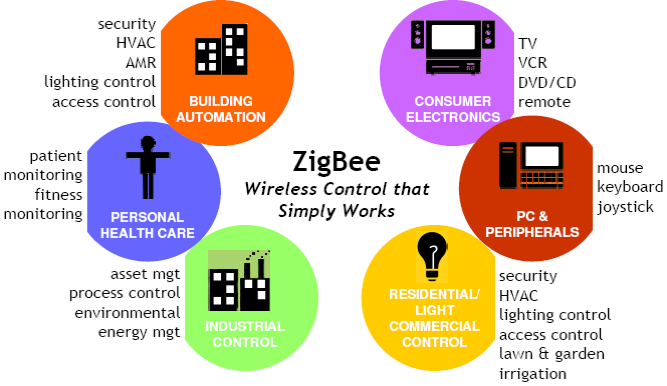 security
HVAC
AMR
lighting control
access control
BUILDING
AUTOMATION
TV
VCR
DVD/CD
remote
CONSUMER
ELECTRONICS
patient
monitoring
fitness
monitoring
PERSONAL
HEALTH CARE
ZigBee
Wireless Control that
Simply Works
mouse
keyboard
joystick
PC &
PERIPHERALS
asset mgt
process control
environmental
energy mgt
INDUSTRIAL
CONTROL
?
RESIDENTIAL/
LIGHT
COMMERCIAL
CONTROL
security
HVAC
lighting control
access control
lawn & garden
irrigation